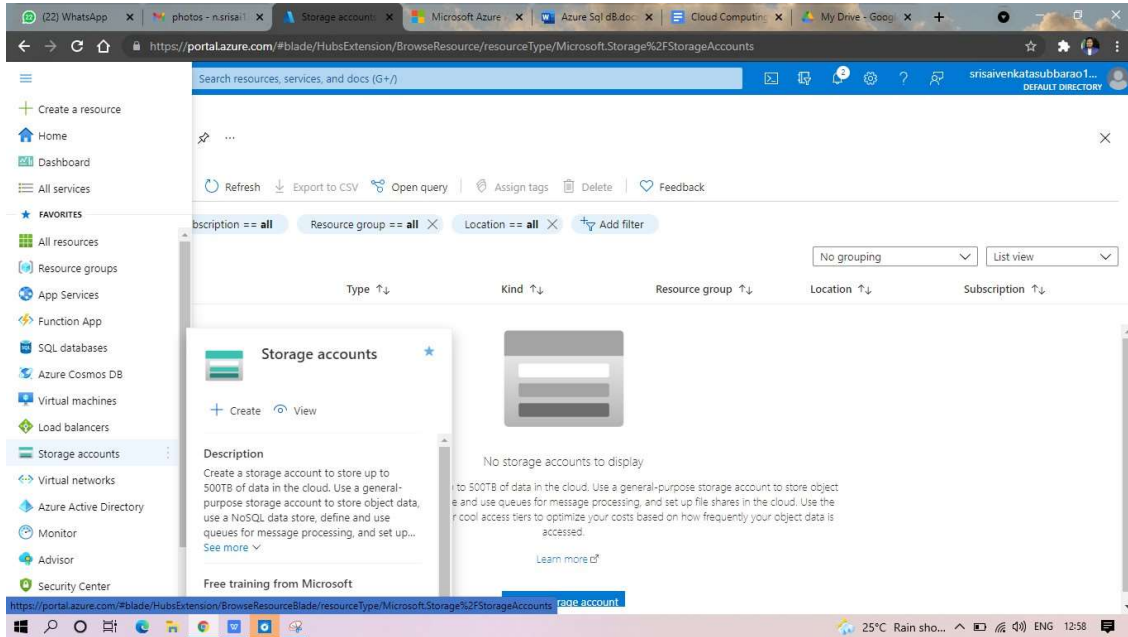 (22) WhatsApp
photos - n.srisai1
Storage accounts
Microsoft Azure
Azure Sql dB.doc
Cloud Computing
My Drive - Goog
https://portal.azure.com/#blade/HubsExtension/BrowseResource/resourceType/Microsoft.Storage%2FStorageAccounts
Search resources, services, and docs (G+/)
2
srisaivenkatasubbarao1...
DEFAULT DIRECTORY
Create a resource
Home
Dashboard
All services
FAVORITES
All resources
Resource groups
App Services
Function App
SQL databases
Azure Cosmos DB
Virtual machines
Load balancers
Storage accounts
Virtual networks
Azure Active Directory
Monitor
Advisor
Security Center
...
Refresh Export to CSV Open query Assign tags Delete Feedback
bscription == all Resource group == all Location == all Add filter
No grouping List view
Type Kind Resource group Location Subscription
Storage accounts
+ Create View
Description
Create a storage account to store up to
500TB of data in the cloud. Use a general-
purpose storage account to store object data,
use a NoSQL data store, define and use
queues for message processing, and set up...
See more
Free training from Microsoft
No storage accounts to display
to 500TB of data in the cloud. Use a general-purpose storage account to store object
e and use queues for message processing, and set up file shares in the cloud. Use the
r cool access tiers to optimize your costs based on how frequently your object data is
accessed.
Learn more
rage account
https://portal.azure.com/#blade/HubsExtension/BrowseResourceBlade/resourceType/Microsoft.Storage%2FStorageAccounts
25°C Rain sho... ENG 12:58